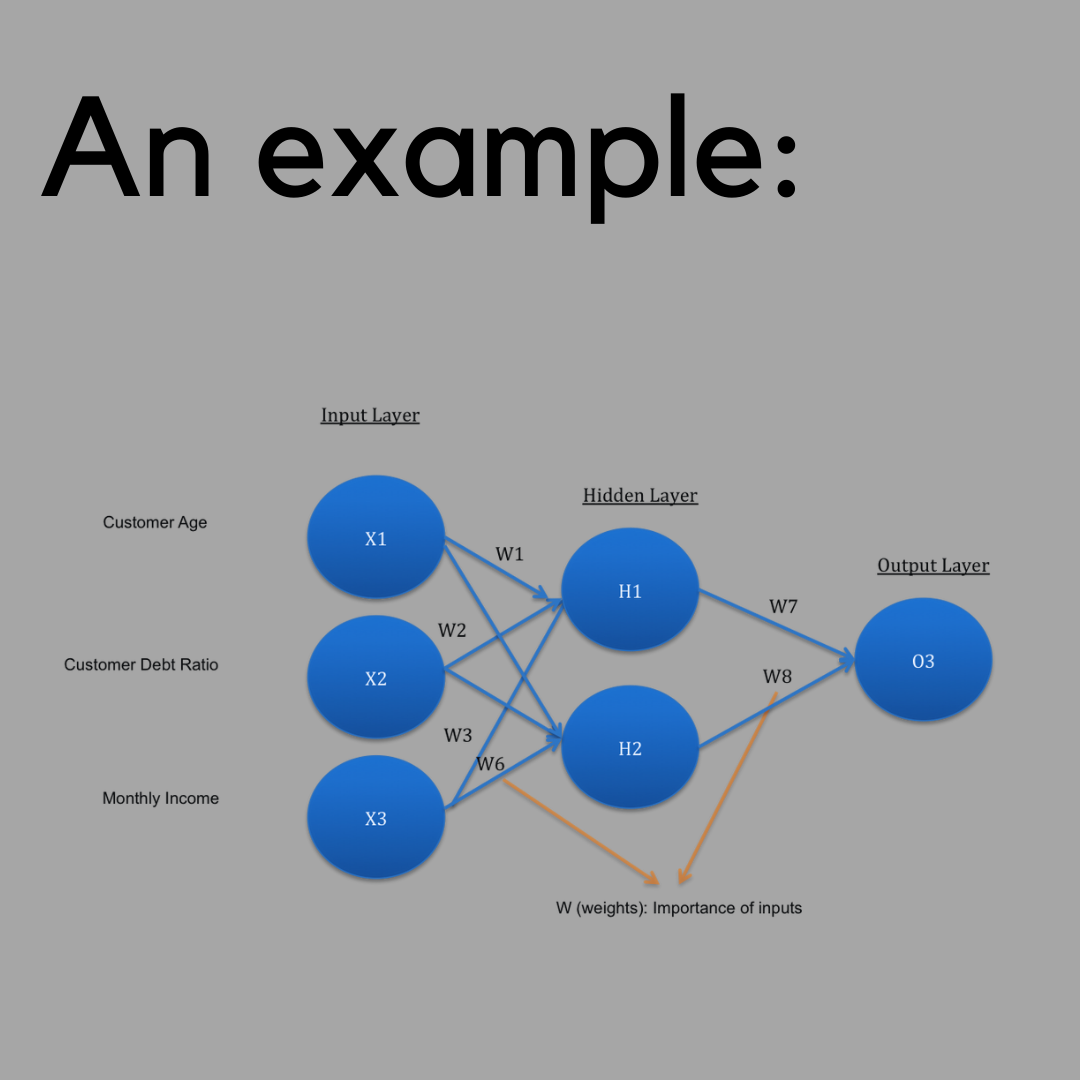 An example:
Input Layer
Hidden Layer
Customer Age
X1
W1
Output Layer
H1
W7
W2
Customer Debt Ratio
X2
O3
W8
W3
H2
W6
Monthly Income
X3
W (weights): Importance of inputs